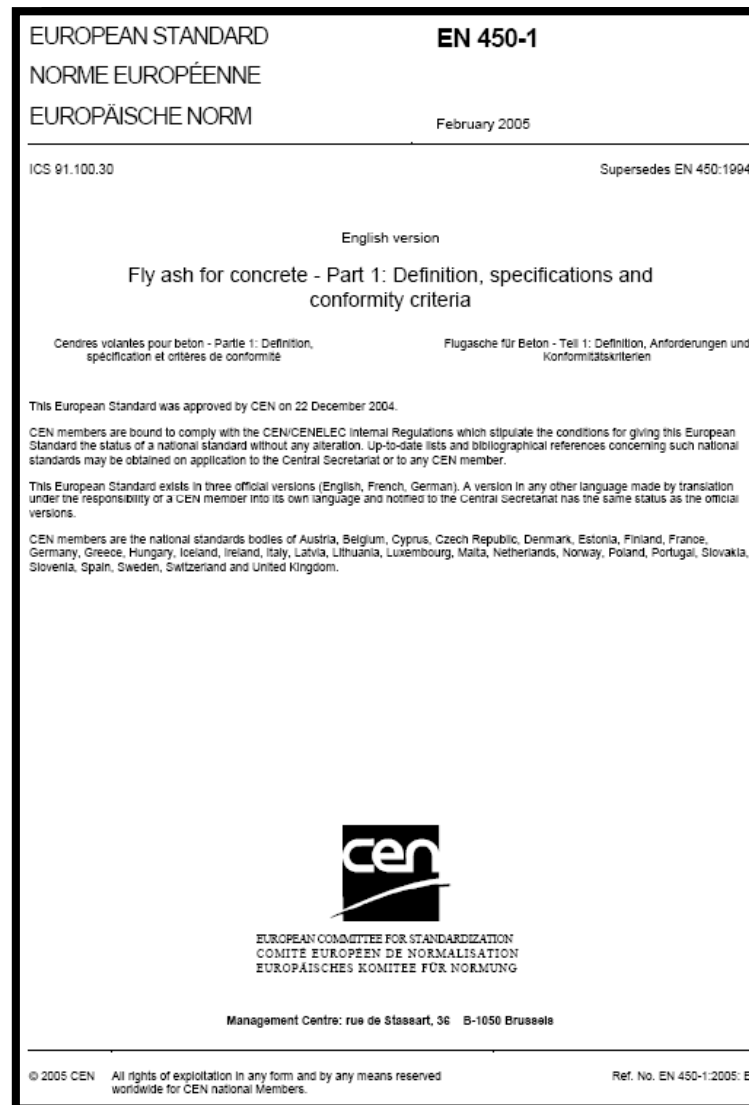 EUROPEAN STANDARD
NORME EUROPÉENNE
EUROPÄISCHE NORM
EN 450-1
February 2005
ICS 91.100.30
Supersedes EN 450:1994
English version
Fly ash for concrete - Part 1: Definition, specifications and
conformity criteria
Cendres volantes pour beton - Partie 1: Definition,
spécification et critères de conformité
Flugasche für Beton - Teil 1: Definition, Anforderungen und
Konformitätskriterien
This European Standard was approved by CEN on 22 December 2004.
CEN members are bound to comply with the CEN/CENELEC Internal Regulations which stipulate the conditions for giving this European
Standard the status of a national standard without any alteration. Up-to-date lists and bibliographical references concerning such national
standards may be obtained on application to the Central Secretariat or to any CEN member.
This European Standard exists in three official versions (English, French, German). A version in any other language made by translation
under the responsibility of a CEN member into its own language and notified to the Central Secretariat has the same status as the official
versions.
CEN members are the national standards bodies of Austria, Belgium, Cyprus, Czech Republic, Denmark, Estonia, Finland, France,
Germany, Greece, Hungary, Iceland, Ireland, Italy, Latvia, Lithuania, Luxembourg, Malta, Netherlands, Norway, Poland, Portugal, Slovakia,
Slovenia, Spain, Sweden, Switzerland and United Kingdom.
cen
EUROPEAN COMMITTEE FOR STANDARDIZATION
COMITÉ EUROPÉEN DE NORMALISATION
EUROPÄISCHES KOMITEE FÜR NORMUNG
Management Centre: rue de Stassart, 36 B-1050 Brussels
© 2005 CEN All rights of exploitation in any form and by any means reserved
worldwide for CEN national Members.
Ref. No. EN 450-1:2005: E